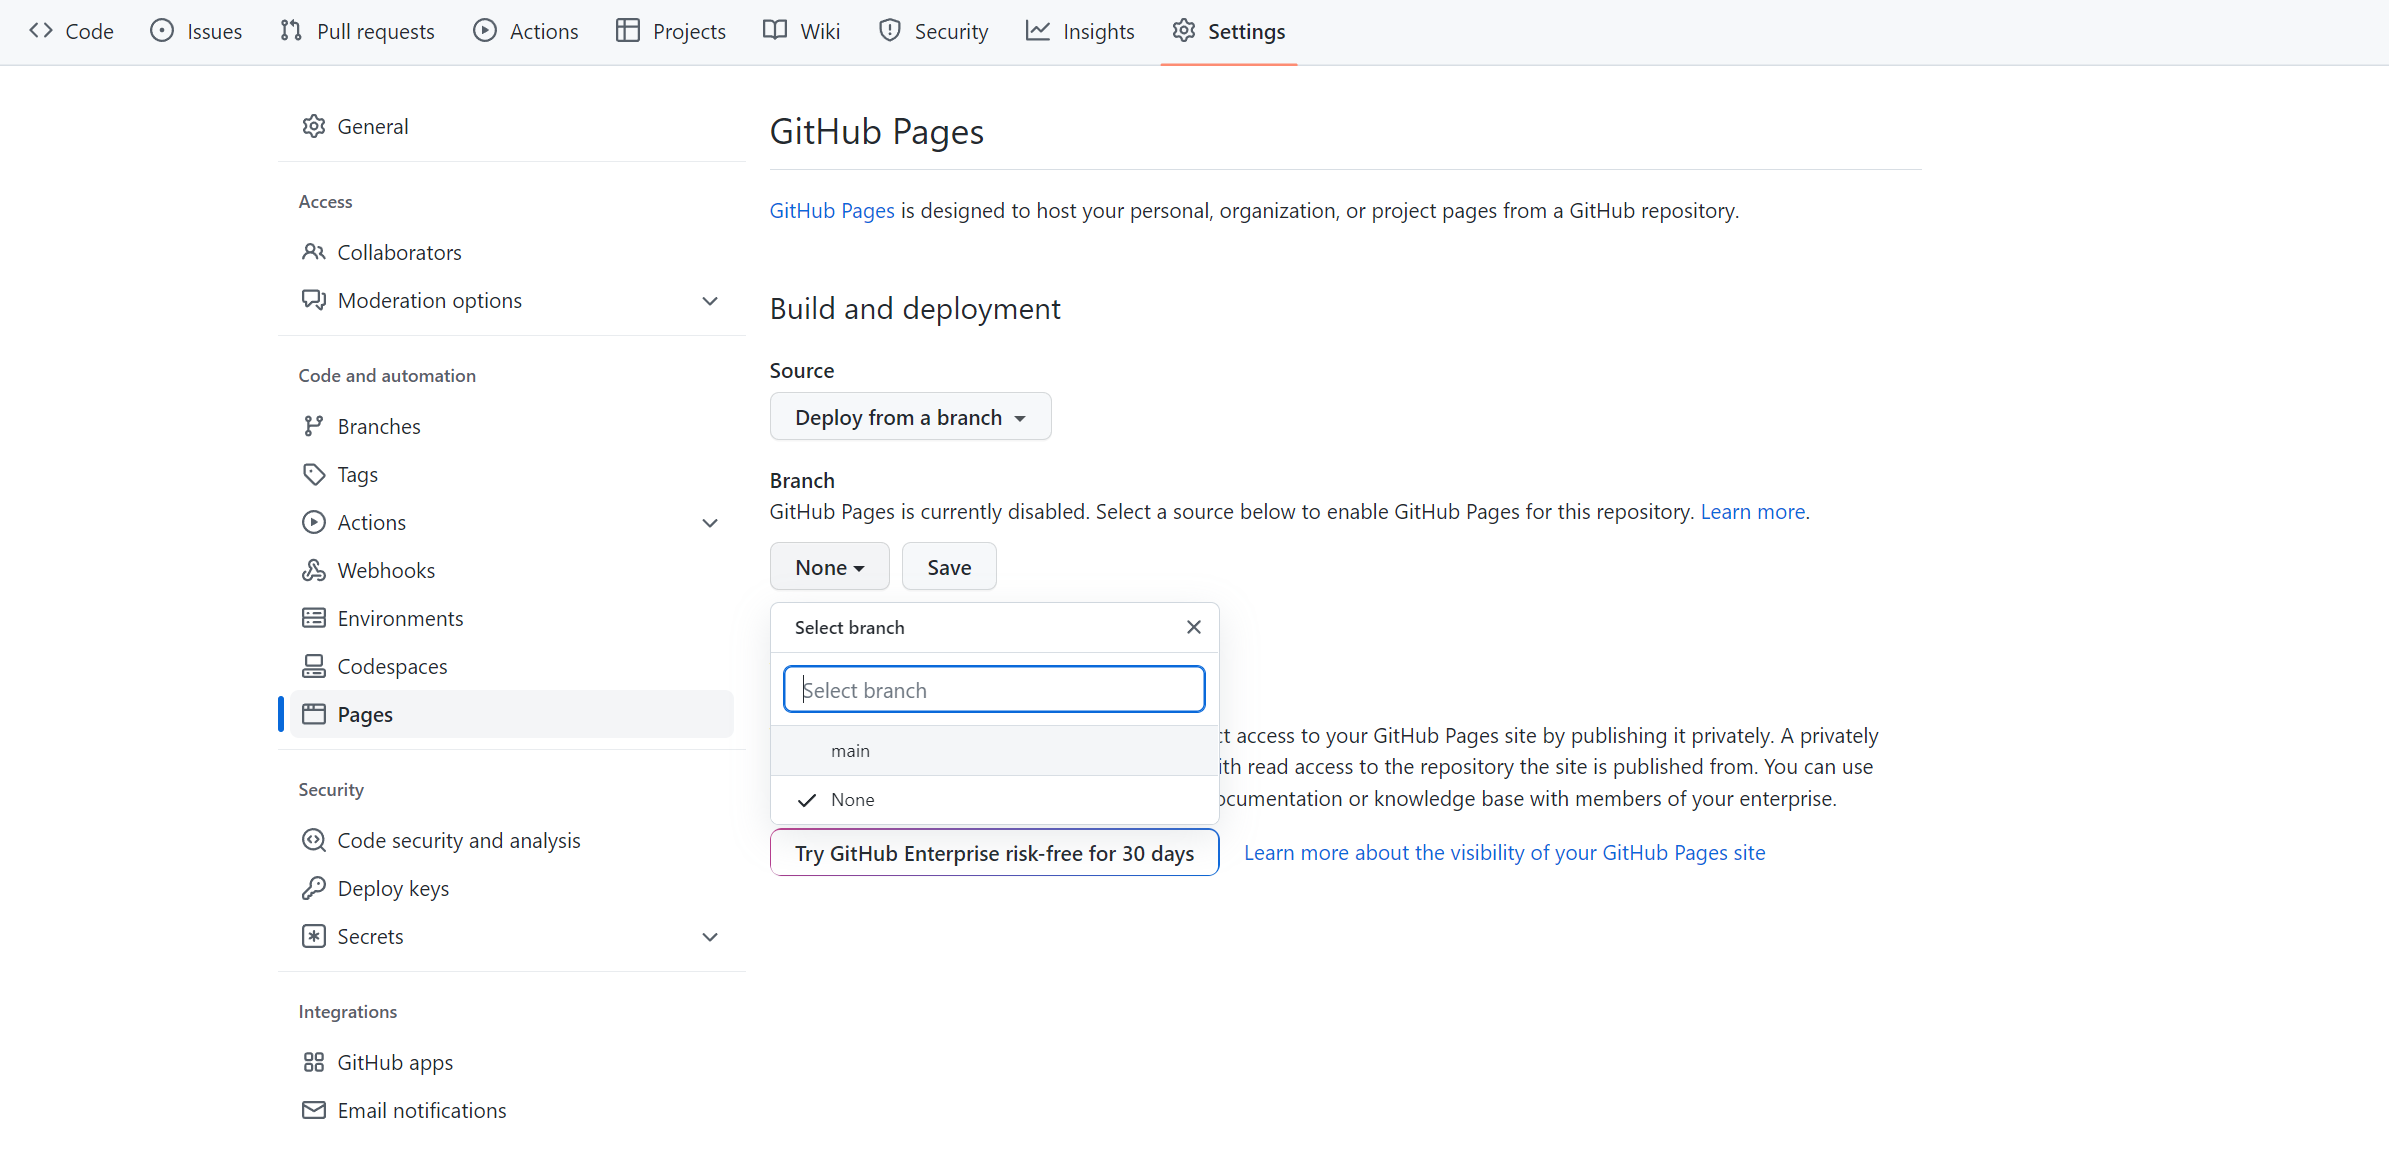 Code
Issues
Pull requests
Actions
Projects
Wiki
Security
Insights
Settings
General
Access
Collaborators
Moderation options
Code and automation
Branches
Tags
Actions
Webhooks
Environments
Codespaces
Pages
Security
Code security and analysis
Deploy keys
Secrets
Integrations
GitHub apps
Email notifications
GitHub Pages
GitHub Pages is designed to host your personal, organization, or project pages from a GitHub repository.
Build and deployment
Source
Deploy from a branch
Branch
GitHub Pages is currently disabled. Select a source below to enable GitHub Pages for this repository. Learn more.
None
Save
Select branch
Select branch
main
None
access to your GitHub Pages site by publishing it privately. A privately
read access to the repository the site is published from. You can use
or knowledge base with members of your enterprise.
Try GitHub Enterprise risk-free for 30 days
Learn more about the visibility of your GitHub Pages site